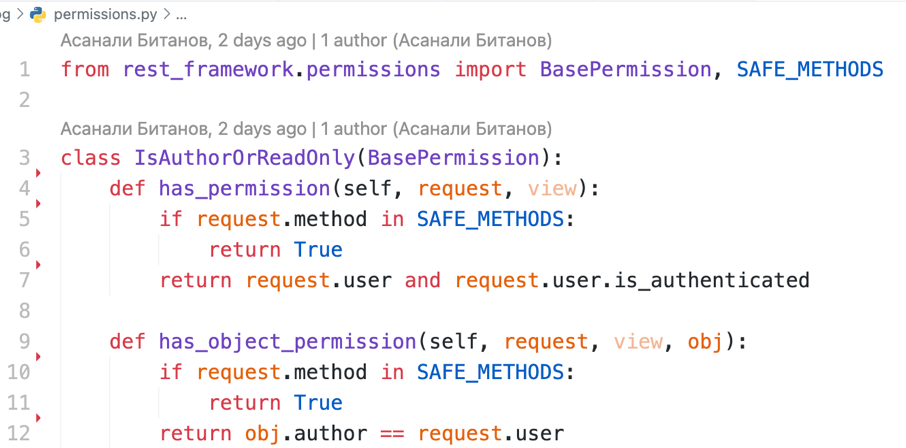 og > permissions.py > ...
Асанали Битанов, 2 days ago | 1 author (Асанали Битанов)
1 from rest_framework.permissions import BasePermission, SAFE_METHODS
2
Асанали Битанов, 2 days ago | 1 author (Асанали Битанов)
3 class IsAuthorOrReadOnly(BasePermission):
4     def has_permission(self, request, view):
5         if request.method in SAFE_METHODS:
6             return True
7         return request.user and request.user.is_authenticated
8
9     def has_object_permission(self, request, view, obj):
10         if request.method in SAFE_METHODS:
11             return True
12         return obj.author == request.user